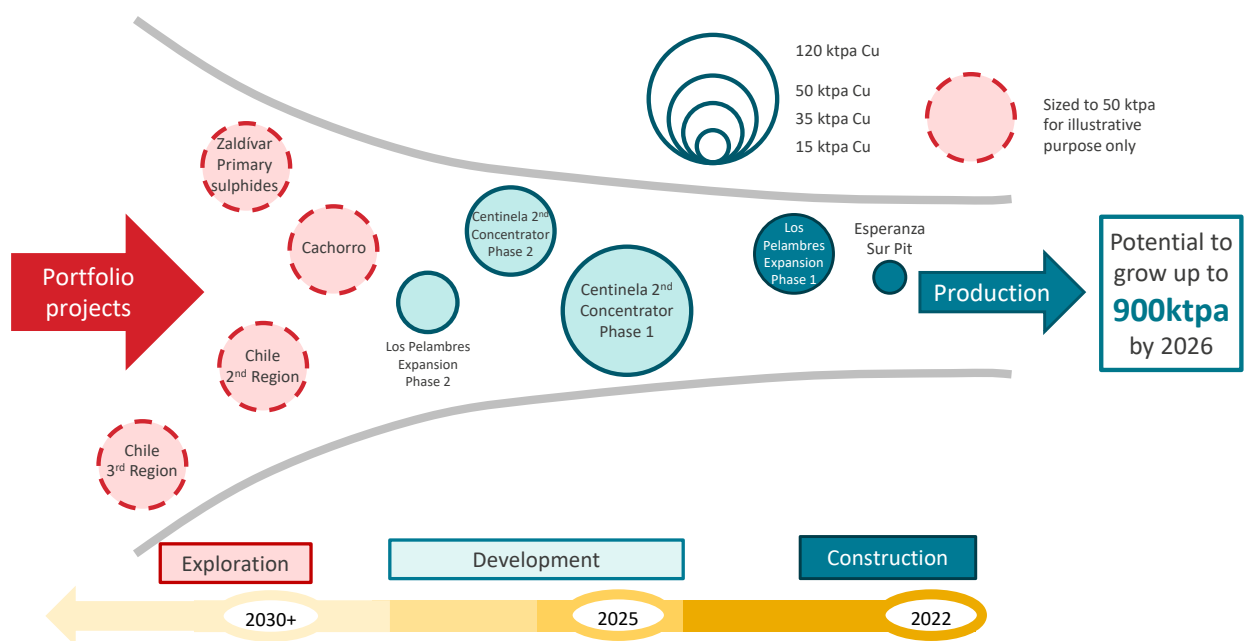 120 ktpa Cu
50 ktpa Cu
35 ktpa Cu
15 ktpa Cu
Sized to 50 ktpa
for illustrative
purpose only
Zaldívar
Primary
sulphides
Cachorro
Centinela 2nd
Concentrator
Phase 2
Los
Pelambres
Expansion
Phase 1
Esperanza
Sur Pit
Portfolio
projects
Centinela 2nd
Concentrator
Phase 1
Production
Potential to
grow up to
900ktpa
by 2026
Los Pelambres
Expansion
Phase 2
Chile
2nd Region
Chile
3rd Region
Exploration
Development
Construction
2030+
2025
2022